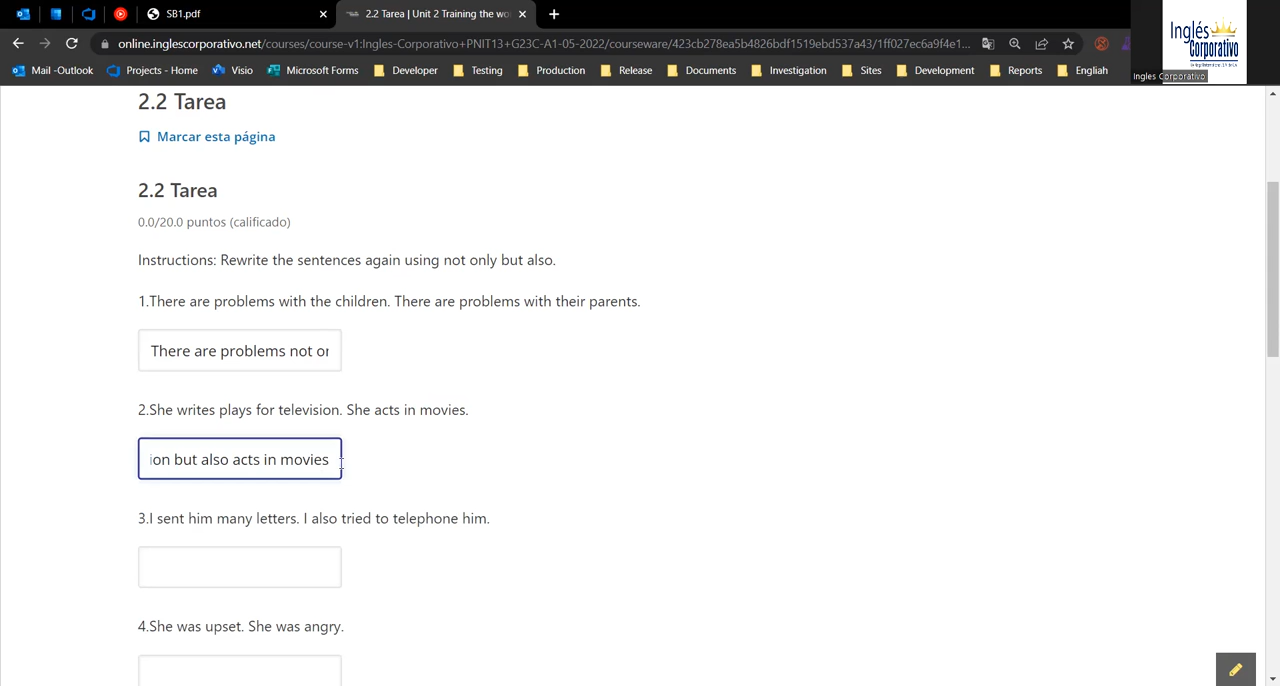 SB1.pdf
2.2 Tarea | Unit 2 Training the wo
online.inglescorporativo.net/courses/course-v1:Ingles-Corporativo+PNIT13+G23C-A1-05-2022/courseware/423cb278ea5b4826bdf1519ebd537a43/1ff027ec6a9f4e1...
Mail -Outlook
Projects - Home
Visio
Microsoft Forms
Developer
Testing
Production
Release
Documents
Investigation
Sites
Development
Reports
Engliah
Inglés
Corporativo
Ingles Corporativo
2.2 Tarea
Marcar esta página
2.2 Tarea
0.0/20.0 puntos (calificado)
Instructions: Rewrite the sentences again using not only but also.
1.There are problems with the children. There are problems with their parents.
There are problems not or
2.She writes plays for television. She acts in movies.
ion but also acts in movies
3.I sent him many letters. I also tried to telephone him.
4.She was upset. She was angry.